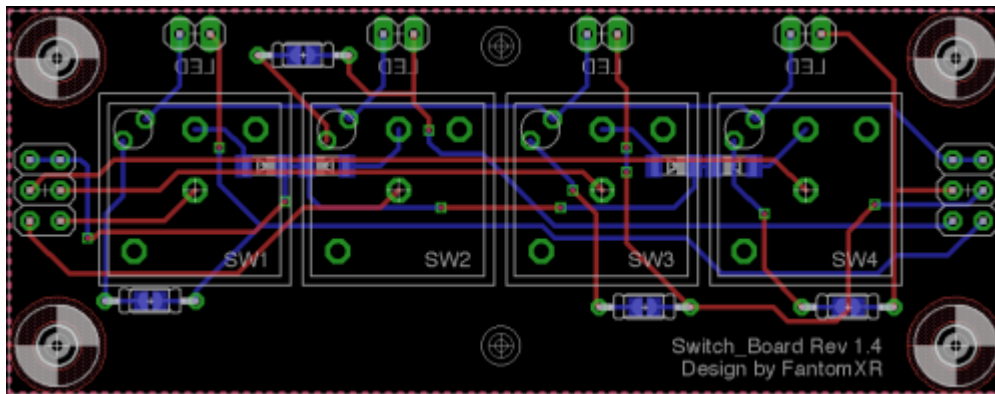 LED
LED
LED
LED
SW1
SW2
SW3
SW4
Switch_Board Rev 1.4
Design by FantomXR